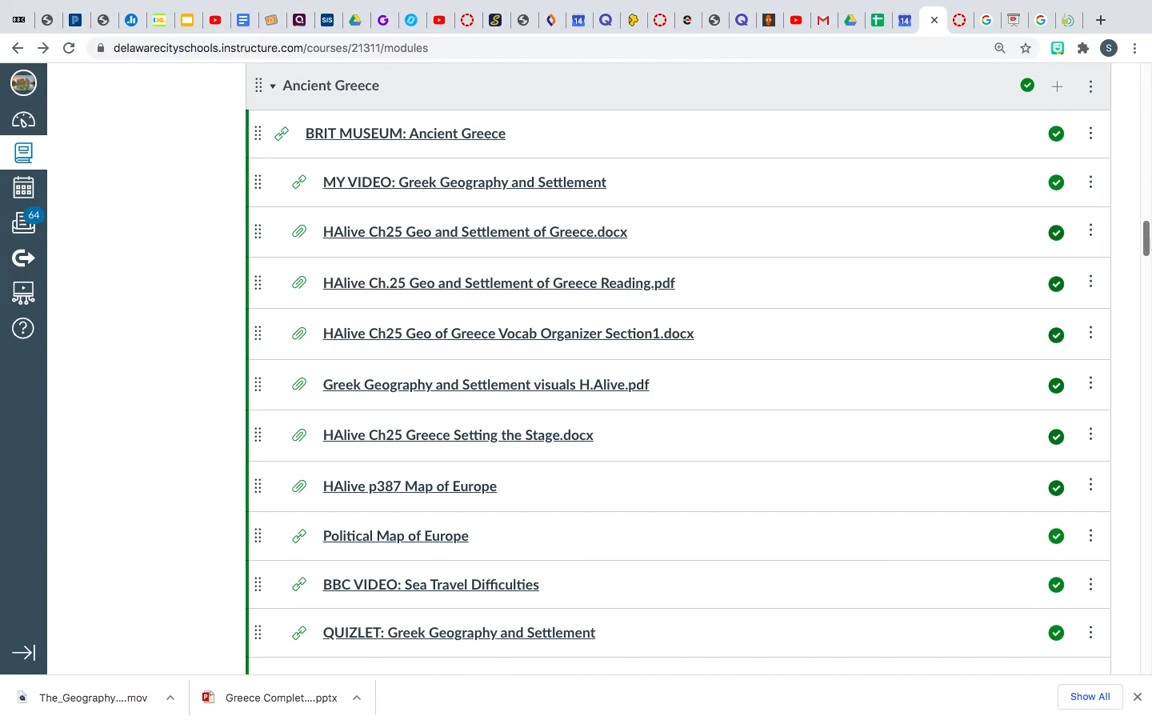 BBC
SIS
14
14
delawarecityschools.instructure.com/courses/21311/modules
S
Ancient Greece
BRIT MUSEUM: Ancient Greece
MY VIDEO: Greek Geography and Settlement
64
HAlive Ch25 Geo and Settlement of Greece.docx
HAlive Ch.25 Geo and Settlement of Greece Reading.pdf
HAlive Ch25 Geo of Greece Vocab Organizer Section1.docx
Greek Geography and Settlement visuals H.Alive.pdf
HAlive Ch25 Greece Setting the Stage.docx
HAlive p387 Map of Europe
Political Map of Europe
BBC VIDEO: Sea Travel Difficulties
QUIZLET: Greek Geography and Settlement
The_Geography....mov
Greece Complet....pptx
Show All